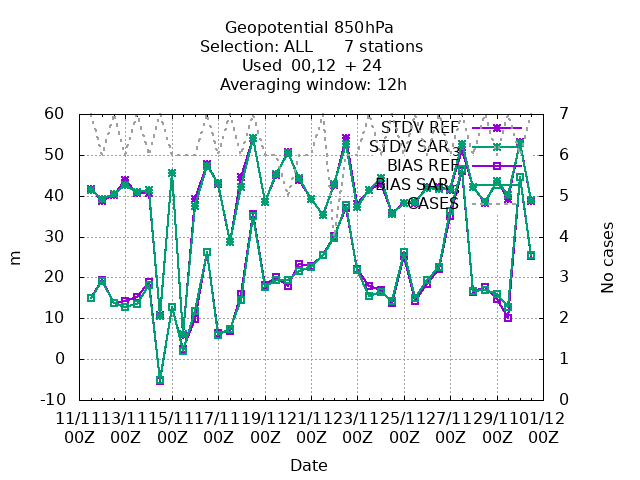 Geopotential 850hPa
Selection: ALL 7 stations
Used 00,12 + 24
Averaging window: 12h
60 7
50 6
40 5
30 4
20 3
10 2
0 1
-10 0
STDV REF
STDV SAR_3
BIAS REF
BIAS SAR_3
CASES
m
No cases
11/11 13/11 15/11 17/11 19/11 21/11 23/11 25/11 27/11 29/11 01/12
00Z 00Z 00Z 00Z 00Z 00Z 00Z 00Z 00Z 00Z 00Z
Date